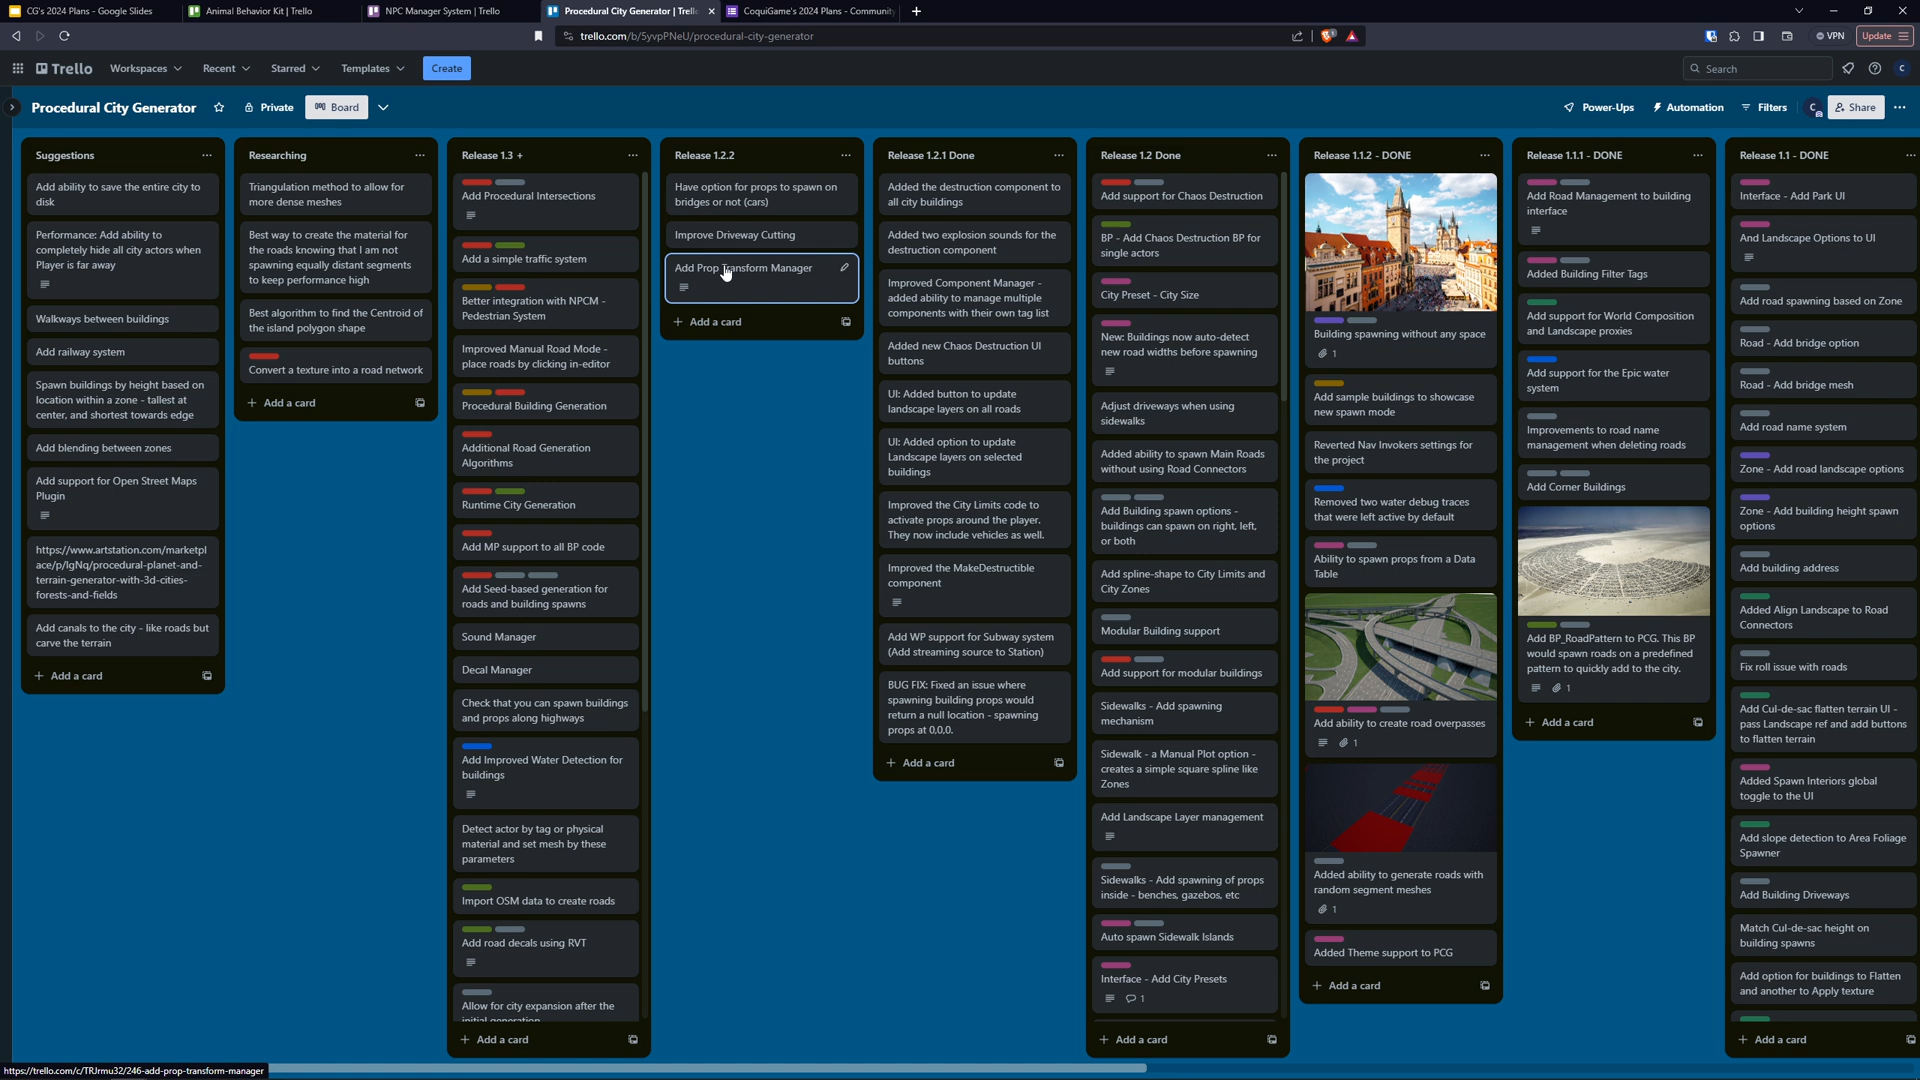 CG's 2024 Plans - Google Slides
Animal Behavior Kit | Trello
NPC Manager System | Trello
Procedural City Generator | Trell
CoquiGame's 2024 Plans - Community
trello.com/b/5yvpPNeU/procedural-city-generator
VPN
Update
Trello
Workspaces
Recent
Starred
Templates
Create
Search
C
Procedural City Generator
Private
Board
Power-Ups
Automation
Filters
C
Share
Suggestions
Add ability to save the entire city to
disk
Performance: Add ability to
completely hide all city actors when
Player is far away
Walkways between buildings
Add railway system
Spawn buildings by height based on
location within a zone - tallest at
center, and shortest towards edge
Add blending between zones
Add support for Open Street Maps
Plugin
https://www.artstation.com/marketpl
ace/p/IgNq/procedural-planet-and-
terrain-generator-with-3d-cities-
forests-and-fields
Add canals to the city - like roads but
carve the terrain
+ Add a card
Researching
Triangulation method to allow for
more dense meshes
Best way to create the material for
the roads knowing that I am not
spawning equally distant segments
to keep performance high
Best algorithm to find the Centroid of
the island polygon shape
Convert a texture into a road network
+ Add a card
Release 1.3 +
Add Procedural Intersections
Add a simple traffic system
Better integration with NPCM -
Pedestrian System
Improved Manual Road Mode -
place roads by clicking in-editor
Procedural Building Generation
Additional Road Generation
Algorithms
Runtime City Generation
Add MP support to all BP code
Add Seed-based generation for
roads and building spawns
Sound Manager
Decal Manager
Check that you can spawn buildings
and props along highways
Add Improved Water Detection for
buildings
Detect actor by tag or physical
material and set mesh by these
parameters
Import OSM data to create roads
Add road decals using RVT
Allow for city expansion after the
initial generation
+ Add a card
Release 1.2.2
Have option for props to spawn on
bridges or not (cars)
Improve Driveway Cutting
Add Prop Transform Manager
+ Add a card
Release 1.2.1 Done
Added the destruction component to
all city buildings
Added two explosion sounds for the
destruction component
Improved Component Manager -
added ability to manage multiple
components with their own tag list
Added new Chaos Destruction UI
buttons
UI: Added button to update
landscape layers on all roads
UI: Added option to update
Landscape layers on selected
buildings
Improved the City Limits code to
activate props around the player.
They now include vehicles as well.
Improved the MakeDestructible
component
Add WP support for Subway system
(Add streaming source to Station)
BUG FIX: Fixed an issue where
spawning building props would
return a null location - spawning
props at 0,0,0.
+ Add a card
Release 1.2 Done
Add support for Chaos Destruction
BP - Add Chaos Destruction BP for
single actors
City Preset - City Size
New: Buildings now auto-detect
new road widths before spawning
Adjust driveways when using
sidewalks
Added ability to spawn Main Roads
without using Road Connectors
Add Building spawn options -
buildings can spawn on right, left,
or both
Add spline-shape to City Limits and
City Zones
Modular Building support
Add support for modular buildings
Sidewalks - Add spawning
mechanism
Sidewalk - a Manual Plot option -
creates a simple square spline like
Zones
Add Landscape Layer management
Sidewalks - Add spawning of props
inside - benches, gazebos, etc
Auto spawn Sidewalk Islands
Interface - Add City Presets
1
+ Add a card
Release 1.1.2 - DONE
Building spawning without any space
1
Add sample buildings to showcase
new spawn mode
Reverted Nav Invokers settings for
the project
Removed two water debug traces
that were left active by default
Ability to spawn props from a Data
Table
Add ability to create road overpasses
1
Added ability to generate roads with
random segment meshes
1
Added Theme support to PCG
+ Add a card
Release 1.1.1 - DONE
Add Road Management to building
interface
Added Building Filter Tags
Add support for World Composition
and Landscape proxies
Add support for the Epic water
system
Improvements to road name
management when deleting roads
Add Corner Buildings
Add BP_RoadPattern to PCG. This BP
would spawn roads on a predefined
pattern to quickly add to the city.
1
+ Add a card
Release 1.1 - DONE
Interface - Add Park UI
And Landscape Options to UI
Add road spawning based on Zone
Road - Add bridge option
Road - Add bridge mesh
Add road name system
Zone - Add road landscape options
Zone - Add building height spawn
options
Add building address
Added Align Landscape to Road
Connectors
Fix roll issue with roads
Add Cul-de-sac flatten terrain UI -
pass Landscape ref and add buttons
to flatten terrain
Added Spawn Interiors global
toggle to the UI
Add slope detection to Area Foliage
Spawner
Add Building Driveways
Match Cul-de-sac height on
building spawns
Add option for buildings to Flatten
and another to Apply texture
+ Add a card
https://trello.com/c/TRJrmu32/246-add-prop-transform-manager